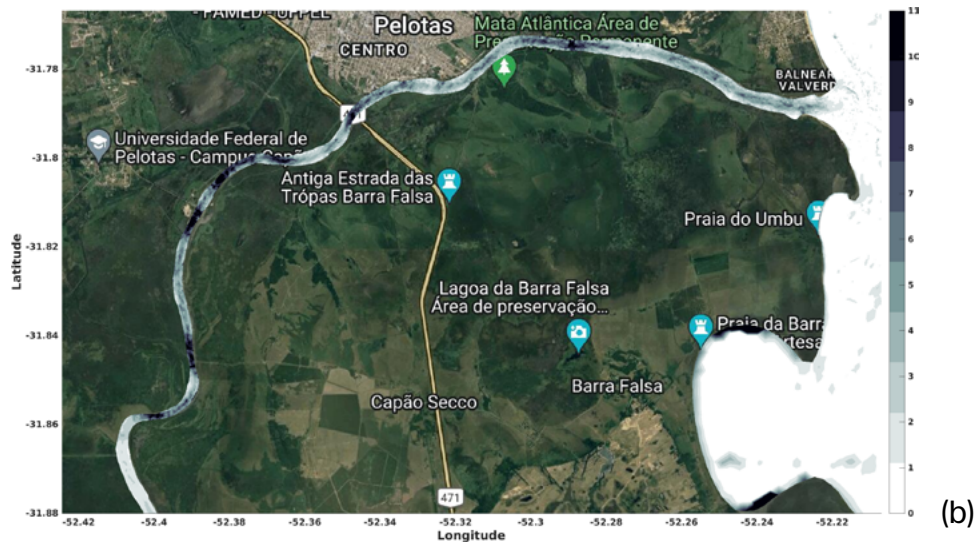 Pelotas
CENTRO
Mata Atlântica Área de
Permanente
BALNEAR
VALVERD
Universidade Federal de
Pelotas - Campus
Antiga Estrada das
Trópas Barra Falsa
Praia do Umbu
Lagoa da Barra Falsa
Área de preservação...
Praia da Barra
Barra Falsa
Capão Secco
471
-31.78
-31.8
-31.82
-31.84
-31.86
-31.88
Latitude
-52.42 -52.4 -52.38 -52.36 -52.34 -52.32 -52.3 -52.28 -52.26 -52.24 -52.22
Longitude
13
10
9
8
7
6
5
4
3
2
1
0
(b)